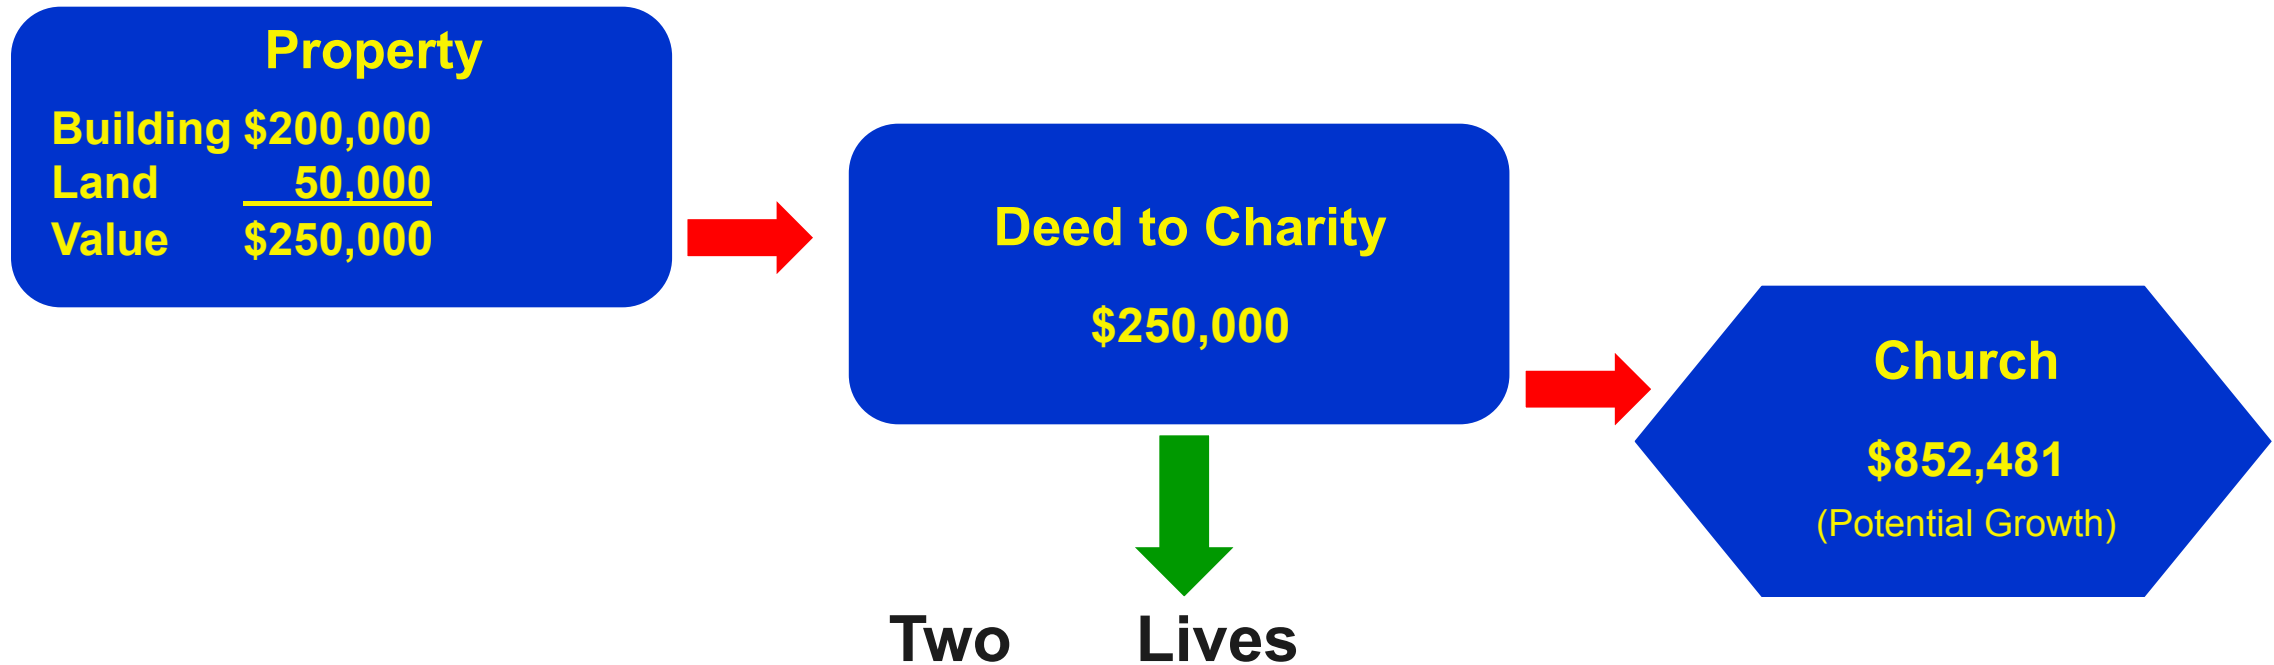 Property
Building $200,000
Land 50,000
Value $250,000
Deed to Charity
$250,000
Church
$852,481
(Potential Growth)
Two Lives